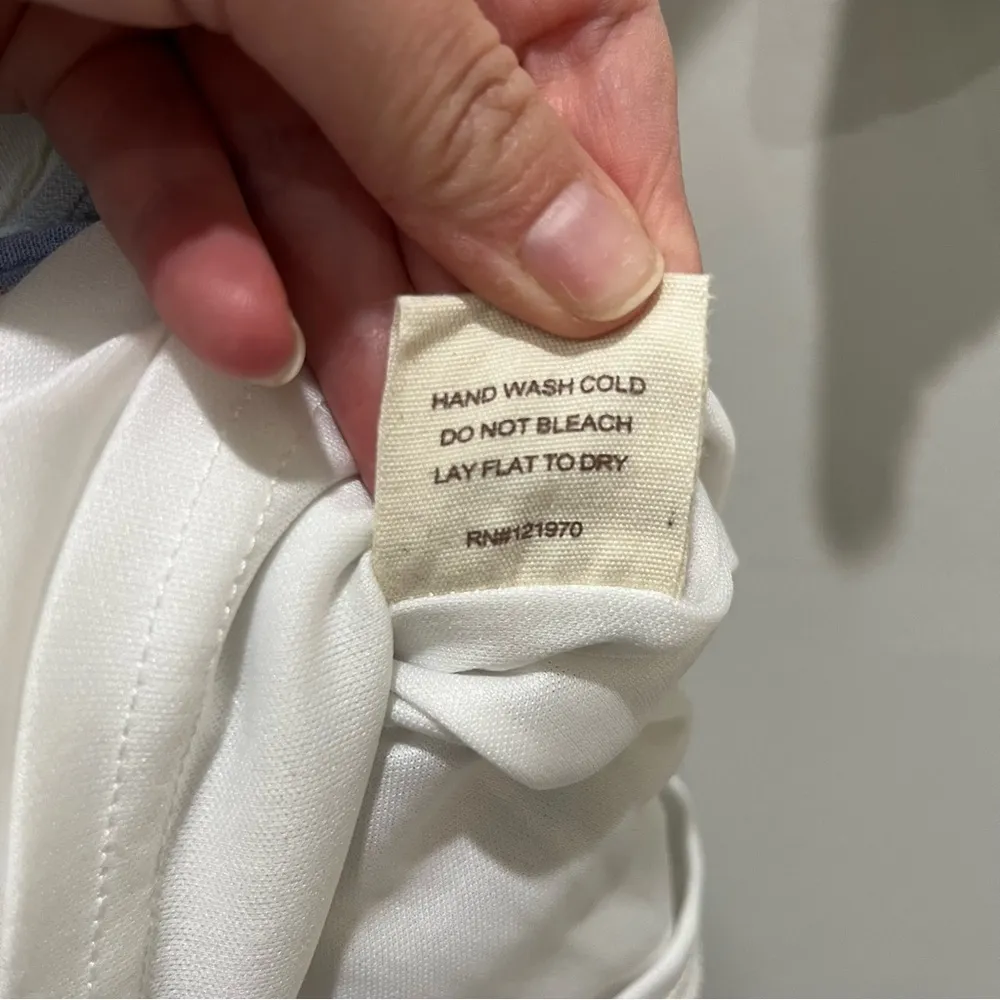 HAND WASH COLD
DO NOT BLEACH
LAY FLAT TO DRY
RN#121970